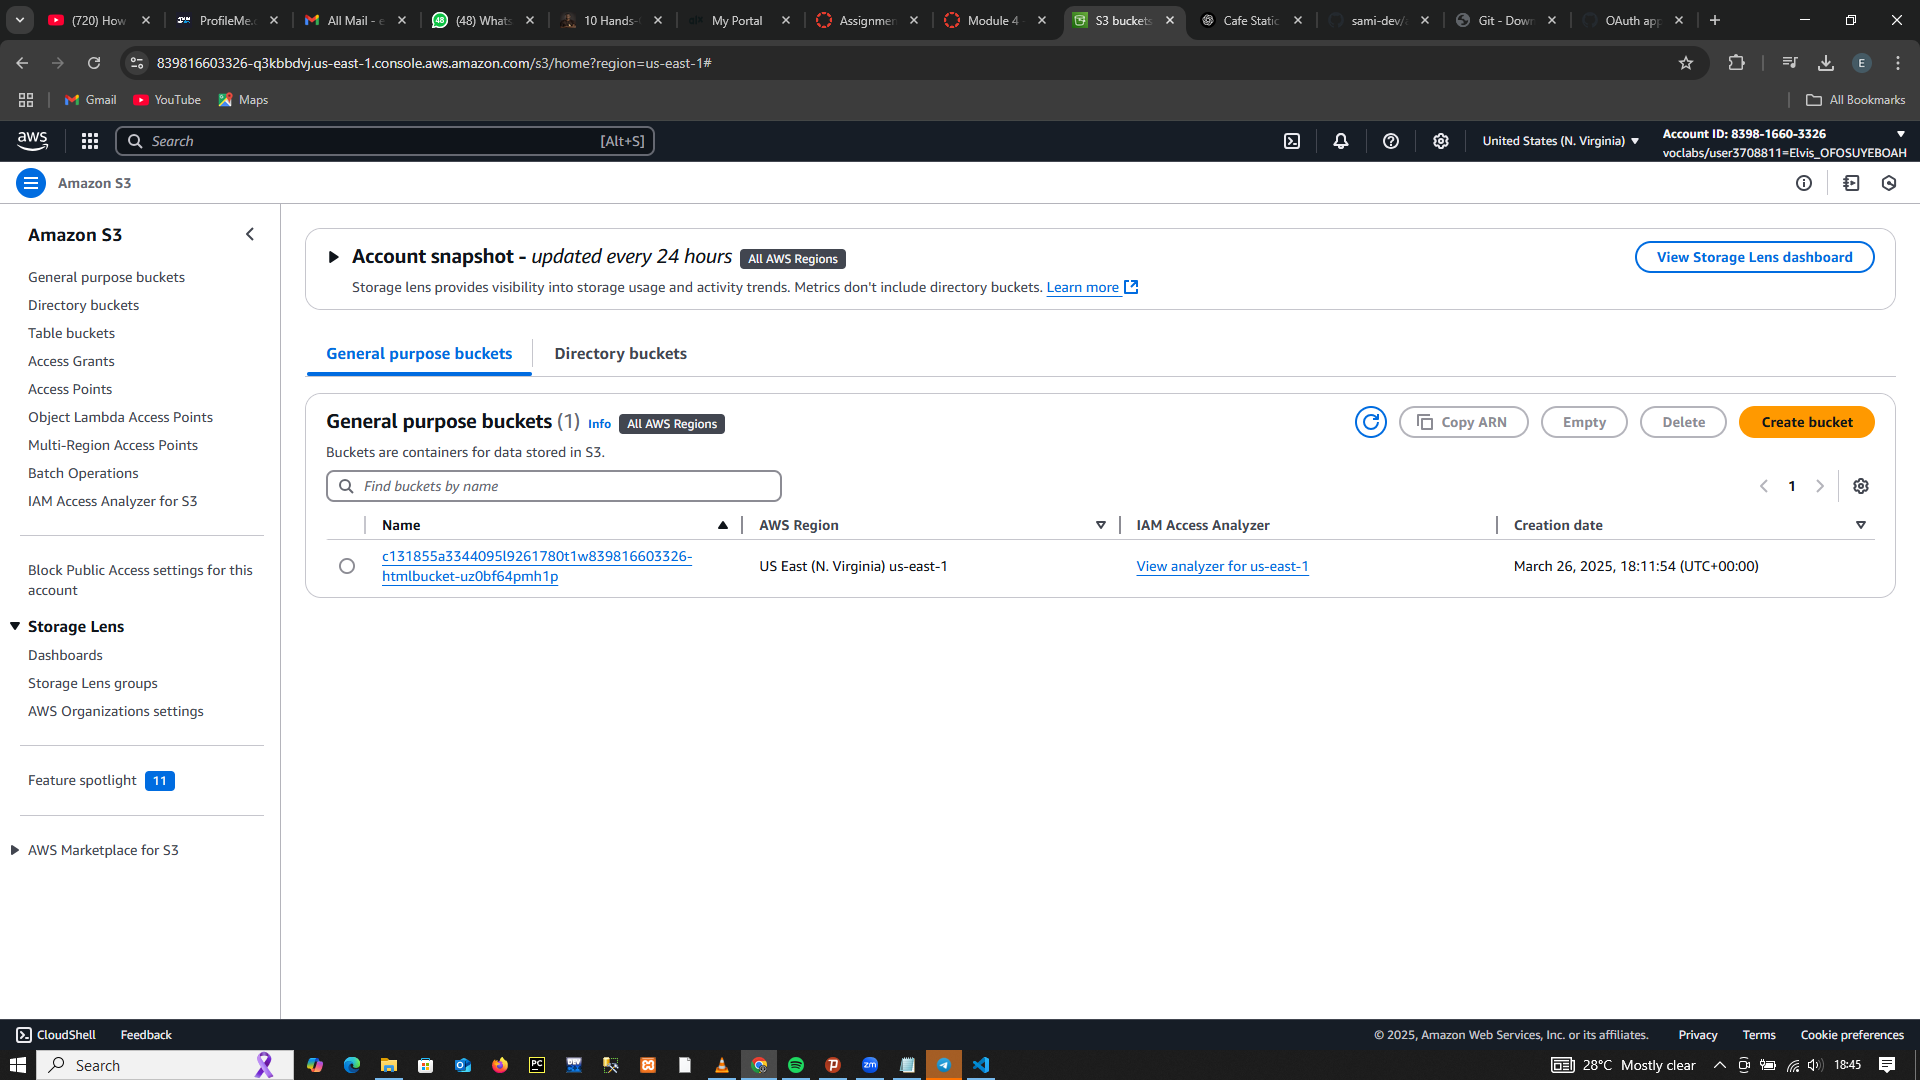 (720) How
ProfileMe.
All Mail - e
(48) Whats
10 Hands-
My Portal
Assignmen
Module 4 -
S3 buckets
Cafe Static
sami-dev/
Git - Down
OAuth app
839816603326-q3kbbdvj.us-east-1.console.aws.amazon.com/s3/home?region=us-east-1#
E
Gmail
YouTube
Maps
All Bookmarks
aws
Search
[Alt+S]
United States (N. Virginia)
Account ID: 8398-1660-3326
voclabs/user3708811=Elvis_OFOSUYEBOAH
Amazon S3
Amazon S3
General purpose buckets
Directory buckets
Table buckets
Access Grants
Access Points
Object Lambda Access Points
Multi-Region Access Points
Batch Operations
IAM Access Analyzer for S3
Block Public Access settings for this
account
Storage Lens
Dashboards
Storage Lens groups
AWS Organizations settings
Feature spotlight 11
AWS Marketplace for S3
Account snapshot - updated every 24 hours All AWS Regions
View Storage Lens dashboard
Storage lens provides visibility into storage usage and activity trends. Metrics don't include directory buckets. Learn more
General purpose buckets
Directory buckets
General purpose buckets (1) Info All AWS Regions
Copy ARN
Empty
Delete
Create bucket
Buckets are containers for data stored in S3.
Find buckets by name
1
Name
AWS Region
IAM Access Analyzer
Creation date
c131855a3344095l9261780t1w839816603326-
htmlbucket-uz0bf64pmh1p
US East (N. Virginia) us-east-1
View analyzer for us-east-1
March 26, 2025, 18:11:54 (UTC+00:00)
CloudShell
Feedback
© 2025, Amazon Web Services, Inc. or its affiliates.
Privacy
Terms
Cookie preferences
Search
28°C Mostly clear
18:45